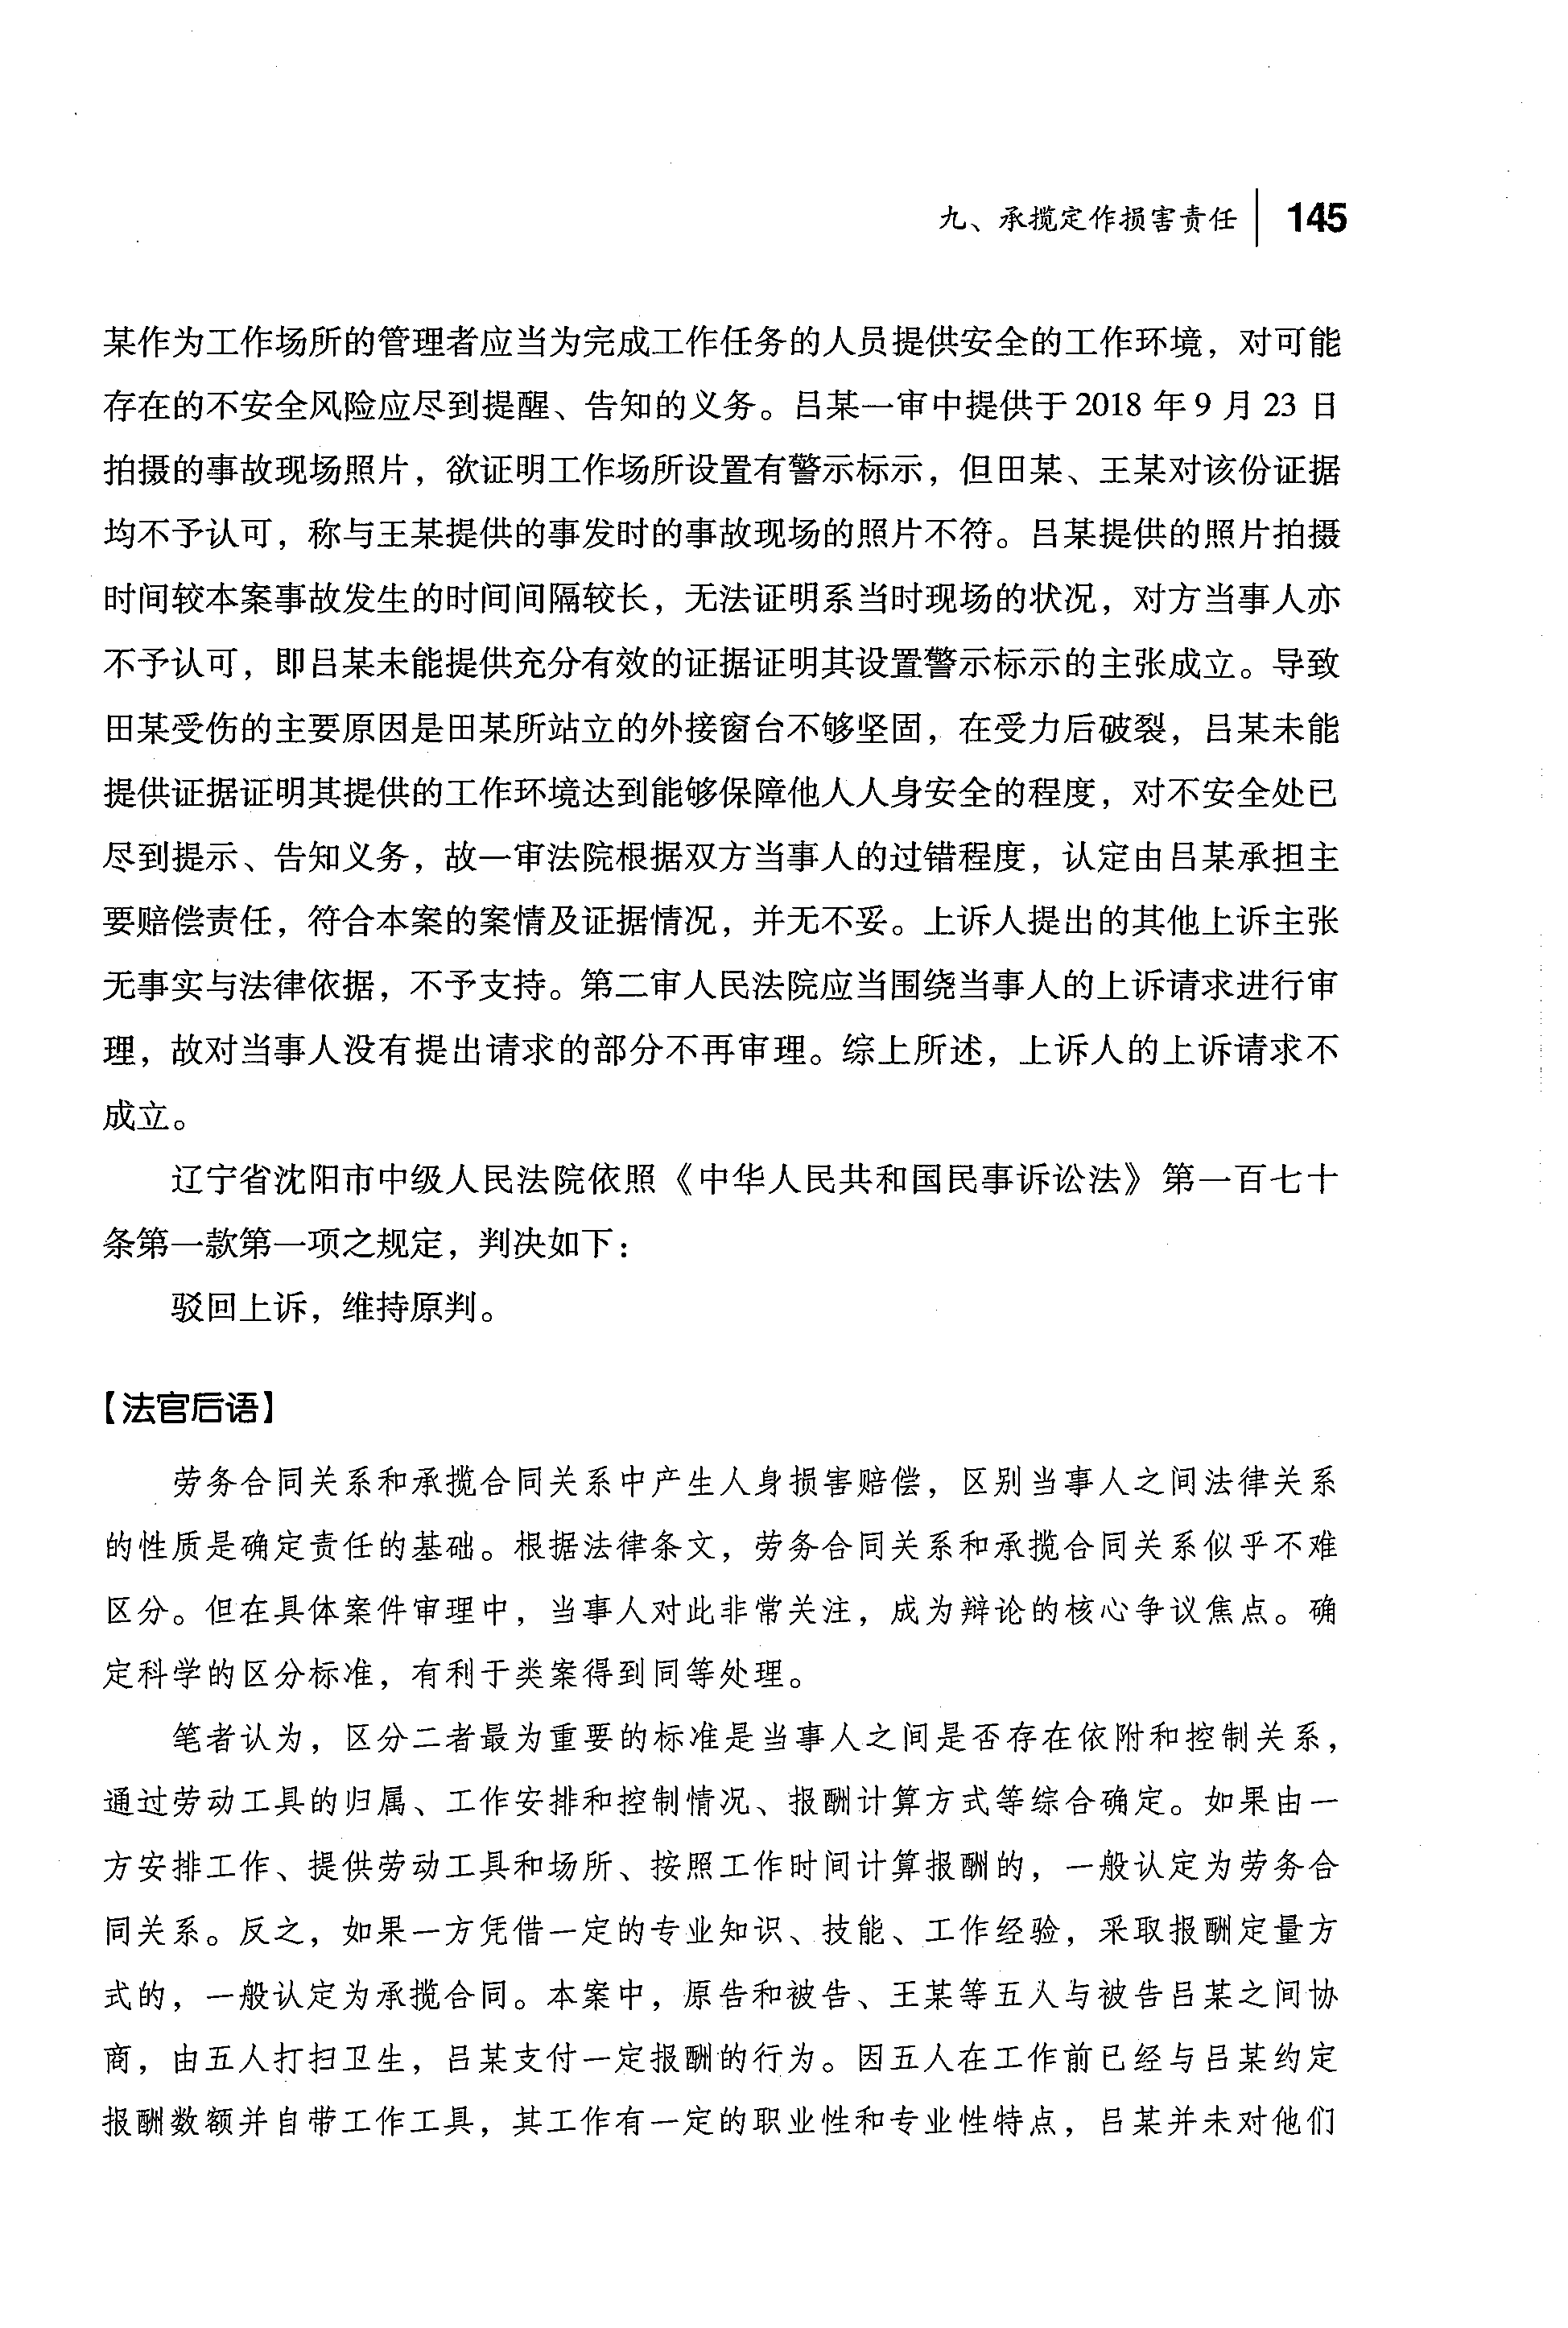 九、承揽定作损害责任 145
某作为工作场所的管理者应当为完成工作任务的人员提供安全的工作环境，对可能
存在的不安全风险应尽到提醒、告知的义务。吕某一审中提供于2018年9月23日
拍摄的事故现场照片，欲证明工作场所设置有警示标示，但田某、王某对该份证据
均不予认可，称与王某提供的事发时的事故现场的照片不符。吕某提供的照片拍摄
时间较本案事故发生的时间间隔较长，无法证明系当时现场的状况，对方当事人亦
不予认可，即吕某未能提供充分有效的证据证明其设置警示标示的主张成立。导致
田某受伤的主要原因是田某所站立的外接窗台不够坚固，在受力后破裂，吕某未能
提供证据证明其提供的工作环境达到能够保障他人人身安全的程度，对不安全处已
尽到提示、告知义务，故一审法院根据双方当事人的过错程度，认定由吕某承担主
要赔偿责任，符合本案的案情及证据情况，并无不妥。上诉人提出的其他上诉主张
无事实与法律依据，不予支持。第二审人民法院应当围绕当事人的上诉请求进行审
理，故对当事人没有提出请求的部分不再审理。综上所述，上诉人的上诉请求不
成立。
辽宁省沈阳市中级人民法院依照《中华人民共和国民事诉讼法》第一百七十
条第一款第一项之规定，判决如下：
驳回上诉，维持原判。
【法官后语】
劳务合同关系和承揽合同关系中产生人身损害赔偿，区别当事人之间法律关系
的性质是确定责任的基础。根据法律条文，劳务合同关系和承揽合同关系似乎不难
区分。但在具体案件审理中，当事人对此非常关注，成为辩论的核心争议焦点。确
定科学的区分标准，有利于类案得到同等处理。
笔者认为，区分二者最为重要的标准是当事人之间是否存在依附和控制关系，
通过劳动工具的归属、工作安排和控制情况、报酬计算方式等综合确定。如果由一
方安排工作、提供劳动工具和场所、按照工作时间计算报酬的，一般认定为劳务合
同关系。反之，如果一方凭借一定的专业知识、技能、工作经验，采取报酬定量方
式的，一般认定为承揽合同。本案中，原告和被告、王某等五人与被告吕某之间协
商，由五人打扫卫生，吕某支付一定报酬的行为。因五人在工作前已经与吕某约定
报酬数额并自带工作工具，其工作有一定的职业性和专业性特点，吕某并未对他们